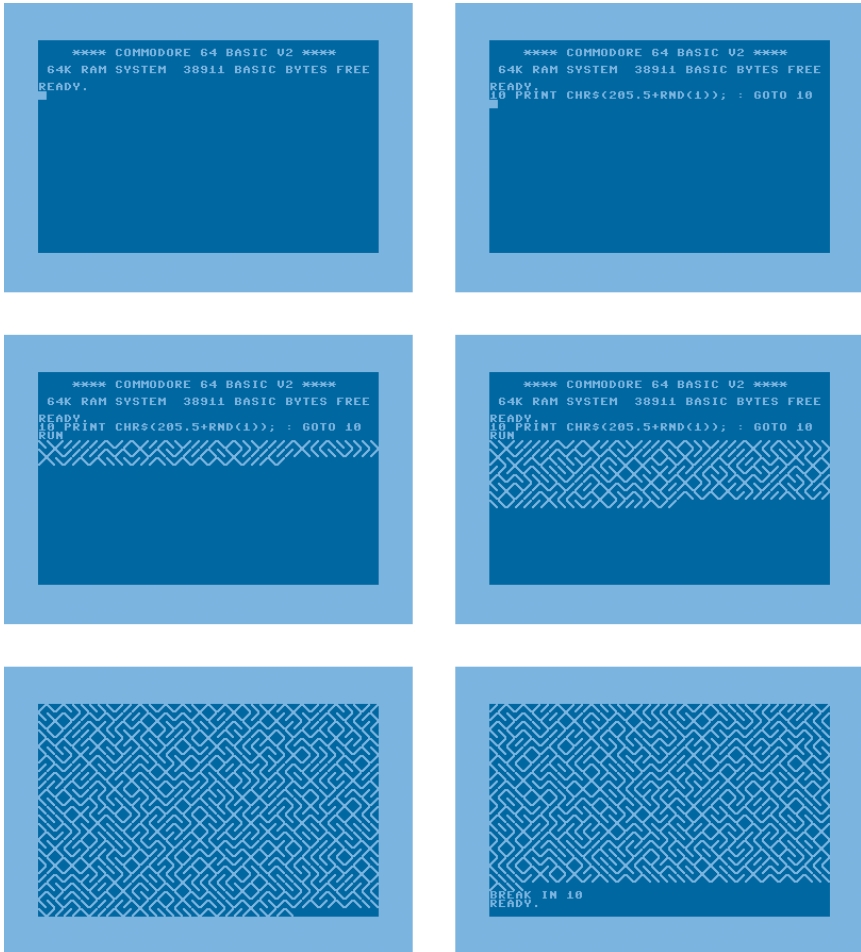 **** COMMODORE 64 BASIC V2 ****
64K RAM SYSTEM  38911 BASIC BYTES FREE
READY.
**** COMMODORE 64 BASIC V2 ****
64K RAM SYSTEM  38911 BASIC BYTES FREE
READY.
10 PRINT CHR$(205.5+RND(1)); : GOTO 10
**** COMMODORE 64 BASIC V2 ****
64K RAM SYSTEM  38911 BASIC BYTES FREE
READY.
10 PRINT CHR$(205.5+RND(1)); : GOTO 10
RUN
**** COMMODORE 64 BASIC V2 ****
64K RAM SYSTEM  38911 BASIC BYTES FREE
READY.
10 PRINT CHR$(205.5+RND(1)); : GOTO 10
RUN
BREAK IN 10
READY.